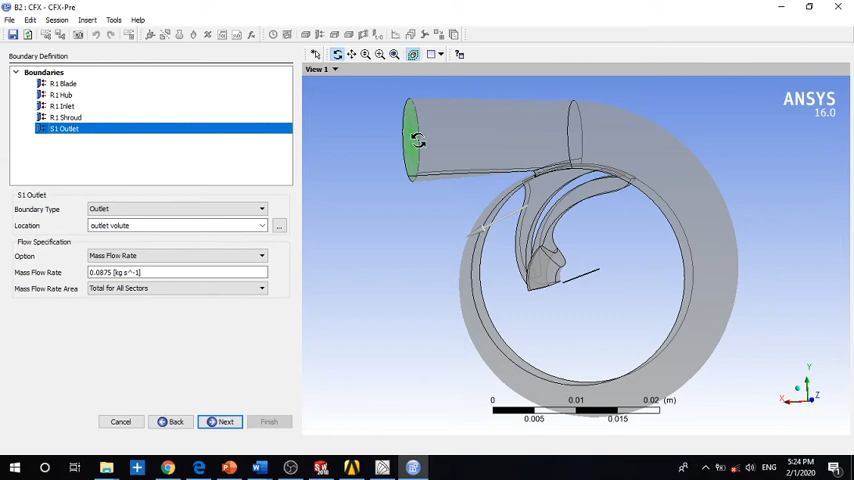 B2 : CFX - CFX-Pre
File Edit Session Insert Tools Help
Boundary Definition
View 1
Boundaries
R1 Blade
R1 Hub
R1 Inlet
R1 Shroud
S1 Outlet
ANSYS
16.0
S1 Outlet
Boundary Type Outlet
Location outlet volute ...
Flow Specification
Option Mass Flow Rate
Mass Flow Rate 0.0875 [kg s^-1]
Mass Flow Rate Area Total for All Sectors
Y
X
Z
0 0.01 0.02 (m)
0.005 0.015
Cancel Back Next Finish
ENG
5:24 PM
2/1/2020